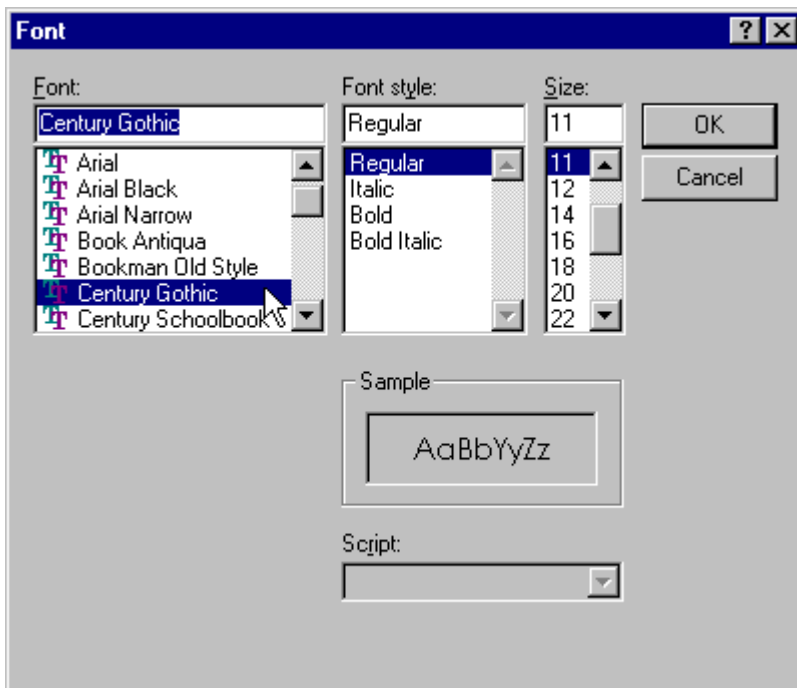 Font
Font:
Century Gothic
Arial
Arial Black
Arial Narrow
Book Antiqua
Bookman Old Style
Century Gothic
Century Schoolbook
Font style:
Regular
Regular
Italic
Bold
Bold Italic
Size:
11
11
12
14
16
18
20
22
OK
Cancel
Sample
AaBbYyZz
Script: